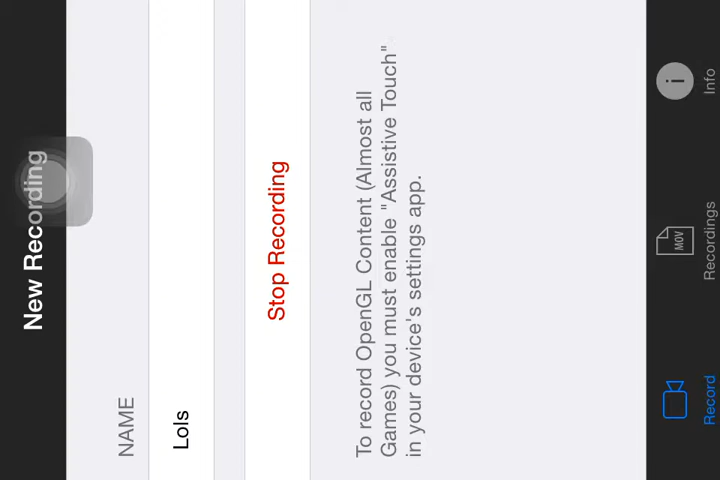 New Recording
NAME
Lols
Stop Recording
To record OpenGL Content (Almost all
Games) you must enable "Assistive Touch"
in your device's settings app.
Record
MOV
Recordings
i
Info